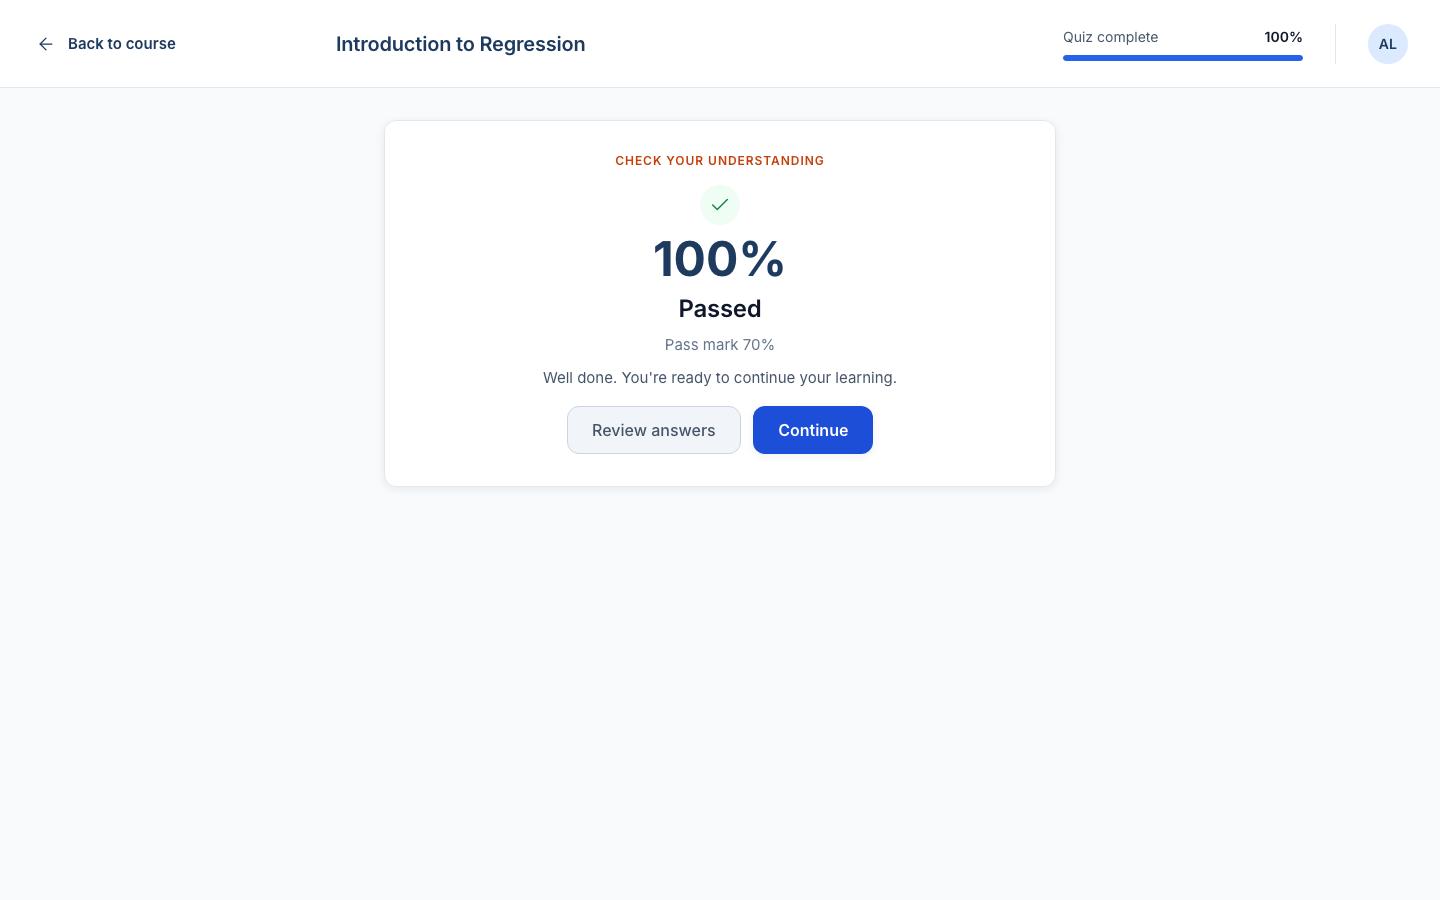 Back to course
Introduction to Regression
Quiz complete 100%
AL
CHECK YOUR UNDERSTANDING
100%
Passed
Pass mark 70%
Well done. You're ready to continue your learning.
Review answers
Continue